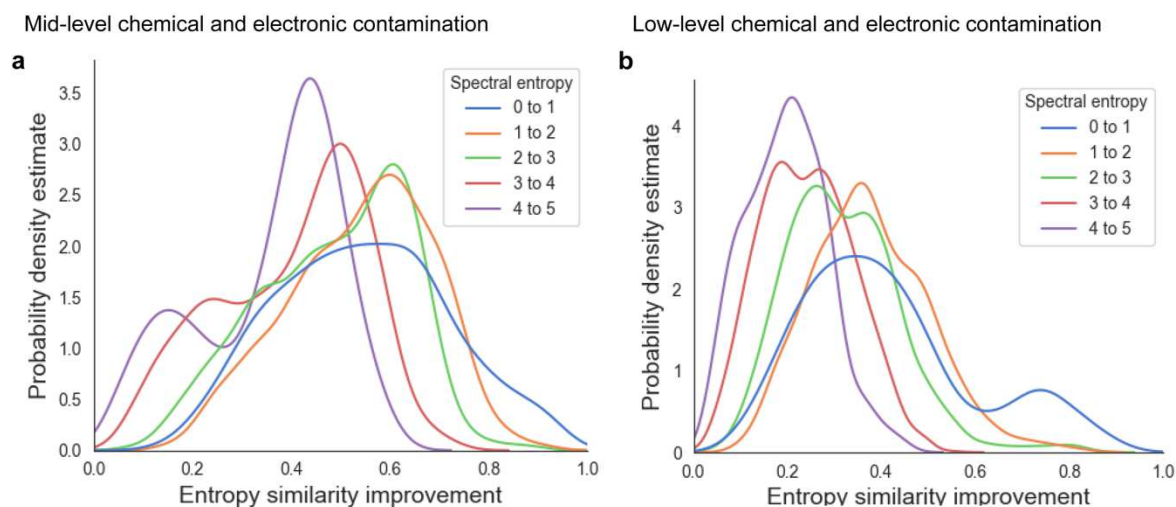 Mid-level chemical and electronic contamination
Low-level chemical and electronic contamination
a
Probability density estimate
3.5
3.0
2.5
2.0
1.5
1.0
0.5
0.0
0.0 0.2 0.4 0.6 0.8 1.0
Entropy similarity improvement
Spectral entropy
0 to 1
1 to 2
2 to 3
3 to 4
4 to 5
b
Probability density estimate
4
3
2
1
0
0.0 0.2 0.4 0.6 0.8 1.0
Entropy similarity improvement
Spectral entropy
0 to 1
1 to 2
2 to 3
3 to 4
4 to 5